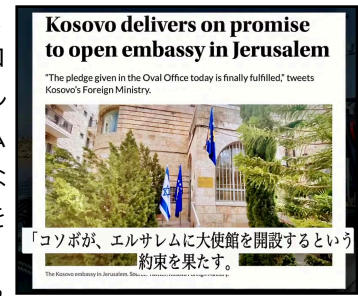 Kosovo delivers on promise
to open embassy in Jerusalem
"The pledge given in the Oval Office today is finally fulfilled," tweets
Kosovo's Foreign Ministry.
「コソボが、エルサレムに大使館を開設するという
約束を果たす。
The Kosovo embassy in Jerusalem.